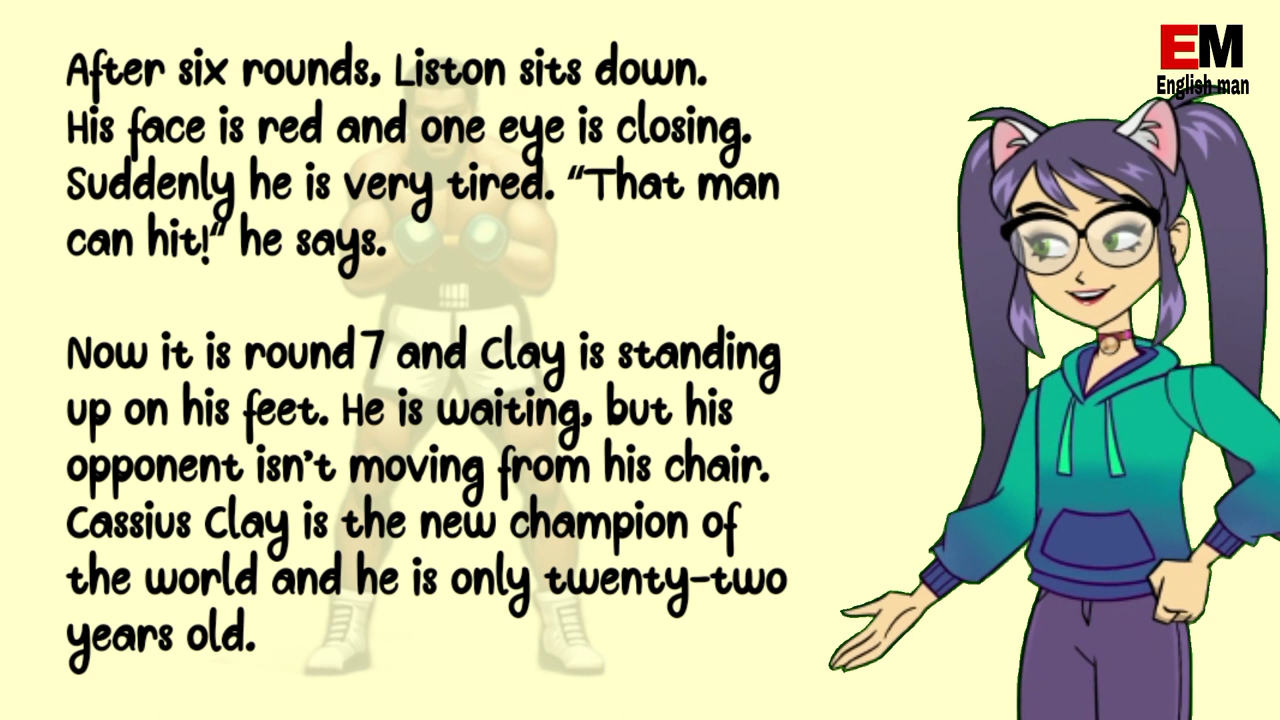 EM
English man
After six rounds, Liston sits down.
His face is red and one eye is closing.
Suddenly he is very tired. “That man
can hit!” he says.
Now it is round 7 and Clay is standing
up on his feet. He is waiting, but his
opponent isn’t moving from his chair.
Cassius Clay is the new champion of
the world and he is only twenty-two
years old.